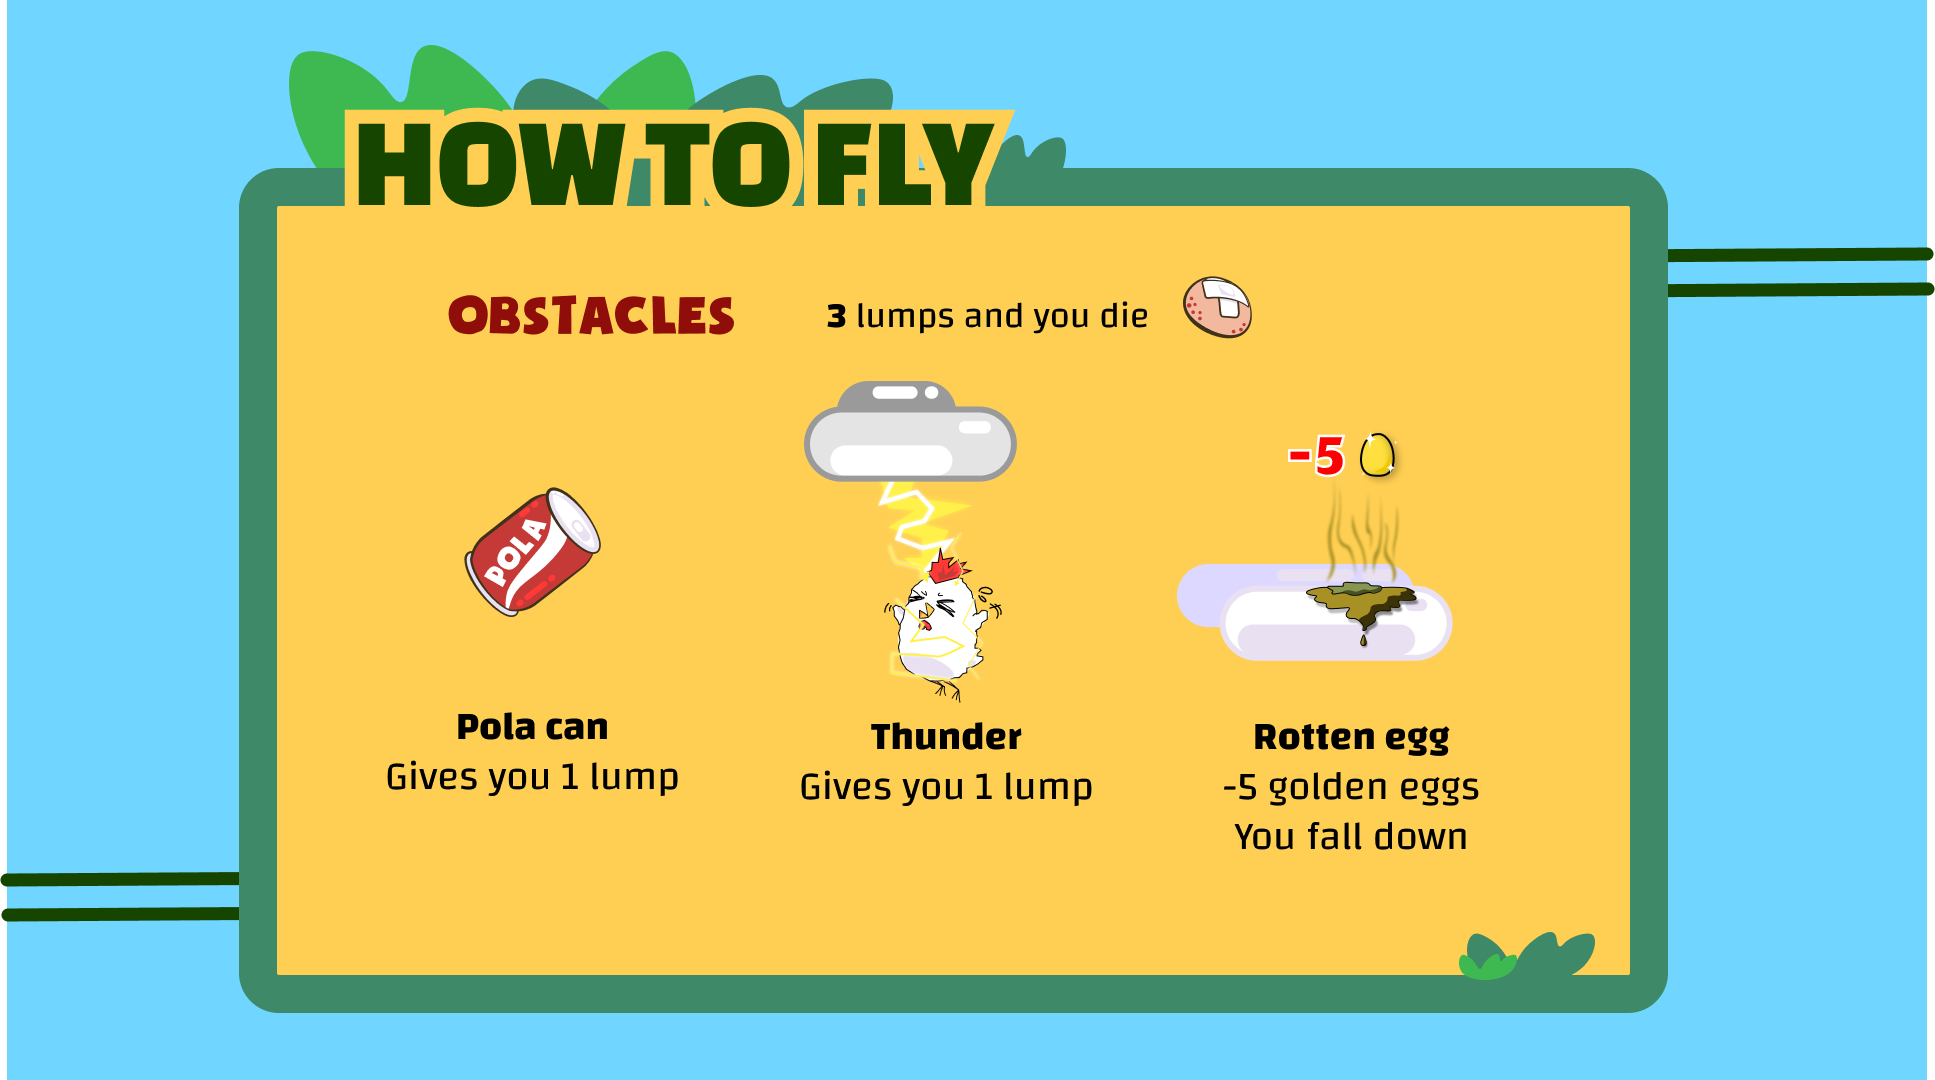 HOW TO FLY
OBSTACLES
3 lumps and you die
-5
POLA
Pola can
Gives you 1 lump
Thunder
Gives you 1 lump
Rotten egg
-5 golden eggs
You fall down